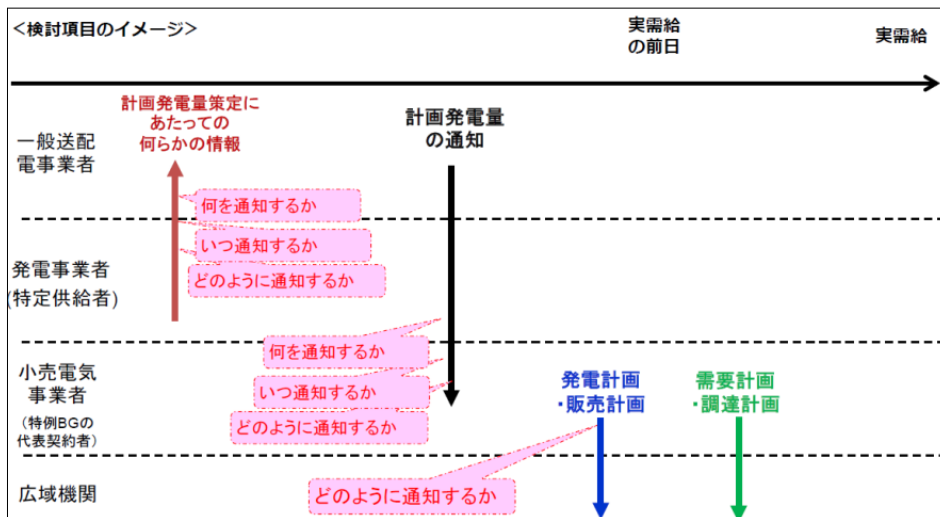 <検討項目のイメージ>
実需給
の前日
実需給
計画発電量策定に
あたっての
何らかの情報
計画発電量
の通知
一般送配
電事業者
何を通知するか
いつ通知するか
どのように通知するか
発電事業者
(特定供給者)
何を通知するか
いつ通知するか
どのように通知するか
小売電気
事業者
(特例BGの
代表契約者)
発電計画
・販売計画
需要計画
・調達計画
どのように通知するか
広域機関